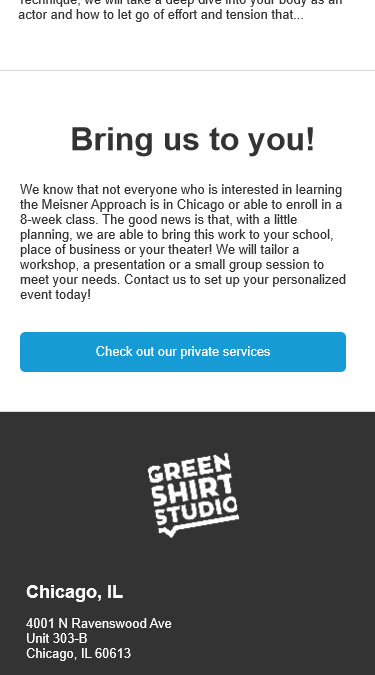 Technique, we will take a deep dive into your body as an
actor and how to let go of effort and tension that...
Bring us to you!
We know that not everyone who is interested in learning
the Meisner Approach is in Chicago or able to enroll in a
8-week class. The good news is that, with a little
planning, we are able to bring this work to your school,
place of business or your theater! We will tailor a
workshop, a presentation or a small group session to
meet your needs. Contact us to set up your personalized
event today!
Check out our private services
GREEN
SHIRT
STUDIO
Chicago, IL
4001 N Ravenswood Ave
Unit 303-B
Chicago, IL 60613